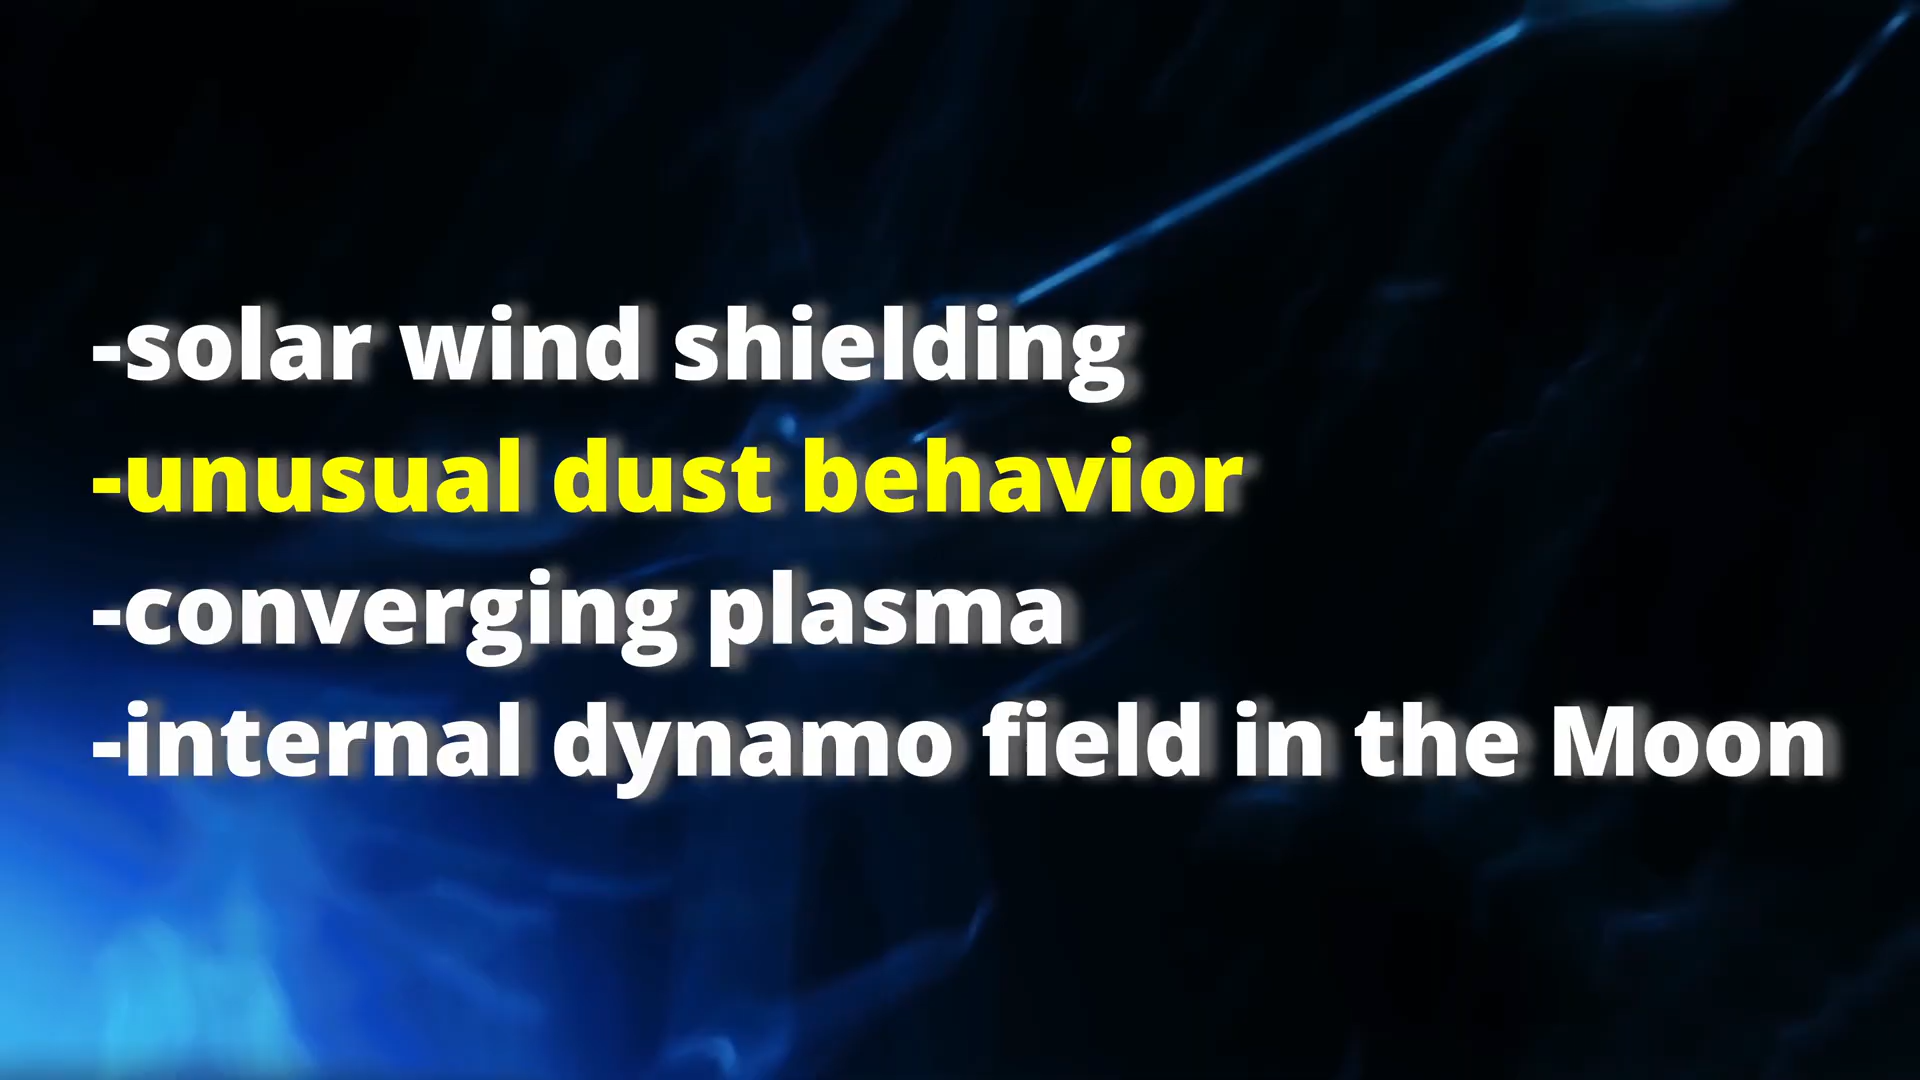 -solar wind shielding
-unusual dust behavior
-converging plasma
-internal dynamo field in the Moon